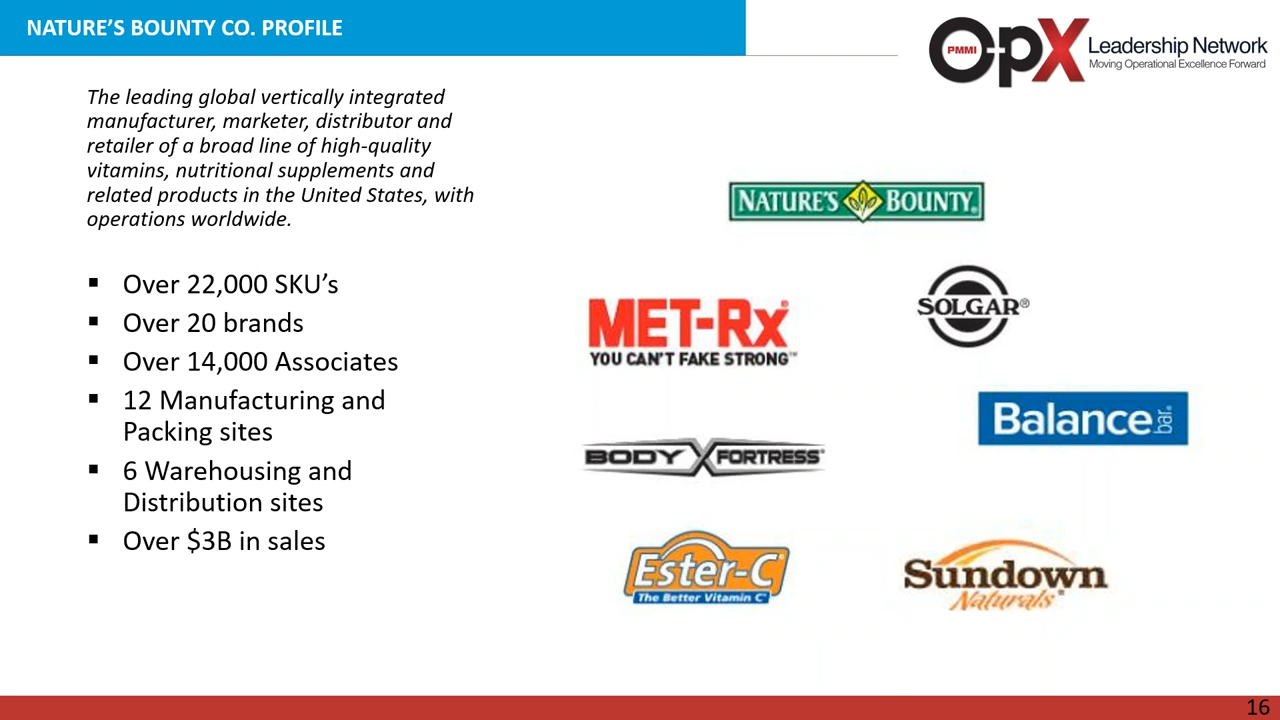 NATURE'S BOUNTY CO. PROFILE
PMMI
OpX
Leadership Network
Moving Operational Excellence Forward
The leading global vertically integrated
manufacturer, marketer, distributor and
retailer of a broad line of high-quality
vitamins, nutritional supplements and
related products in the United States, with
operations worldwide.
▪ Over 22,000 SKU's
▪ Over 20 brands
▪ Over 14,000 Associates
▪ 12 Manufacturing and
Packing sites
▪ 6 Warehousing and
Distribution sites
▪ Over $3B in sales
NATURE'S BOUNTY®
MET-Rx®
YOU CAN'T FAKE STRONG™
SOLGAR®
Balance bar®
BODY FORTRESS®
Ester-C®
The Better Vitamin C®
Sundown
Naturals®
16